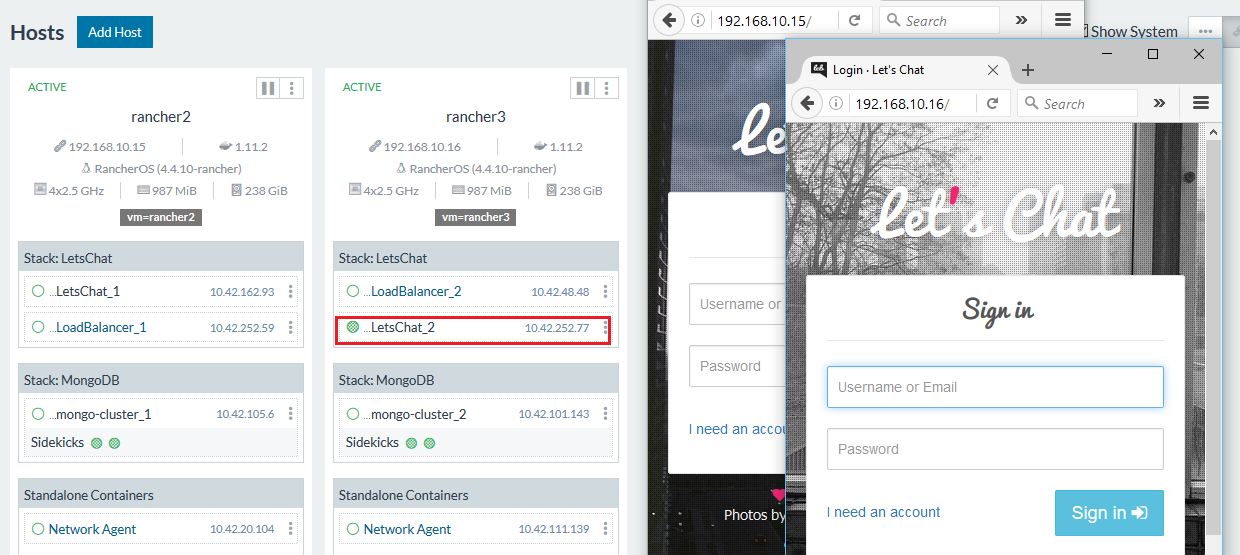 Hosts
Add Host
Show System
ACTIVE
rancher2
192.168.10.15
1.11.2
RancherOS (4.4.10-rancher)
4x2.5 GHz
987 MiB
238 GiB
vm=rancher2
Stack: LetsChat
...LetsChat_1
10.42.162.93
...LoadBalancer_1
10.42.252.59
Stack: MongoDB
...mongo-cluster_1
10.42.105.6
Sidekicks
Standalone Containers
Network Agent
10.42.20.104
ACTIVE
rancher3
192.168.10.16
1.11.2
RancherOS (4.4.10-rancher)
4x2.5 GHz
987 MiB
238 GiB
vm=rancher3
Stack: LetsChat
...LoadBalancer_2
10.42.48.48
...LetsChat_2
10.42.252.77
Stack: MongoDB
...mongo-cluster_2
10.42.101.143
Sidekicks
Standalone Containers
Network Agent
10.42.111.139
192.168.10.15/
Search
Le
Username or
Password
I need an accou
Photos by
Login · Let's Chat
192.168.10.16/
Search
Let's Chat
Sign in
Username or Email
Password
I need an account
Sign in